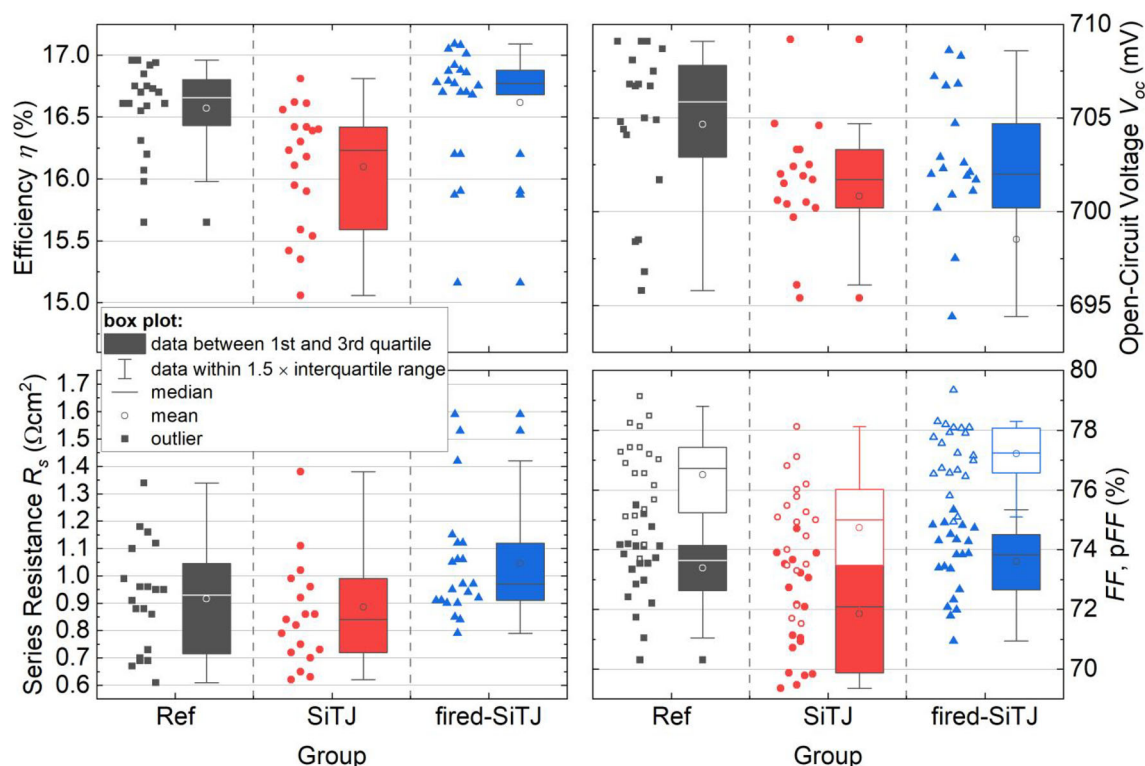 17.0
16.5
16.0
15.5
15.0
Efficiency η (%)
710
705
700
695
Open-Circuit Voltage Voc (mV)
box plot:
data between 1st and 3rd quartile
data within 1.5 × interquartile range
median
mean
outlier
1.7
1.6
1.5
1.4
1.3
1.2
1.1
1.0
0.9
0.8
0.7
0.6
Series Resistance Rs (Ωcm²)
80
78
76
74
72
70
FF, pFF (%)
Ref SiTJ fired-SiTJ
Group
Ref SiTJ fired-SiTJ
Group